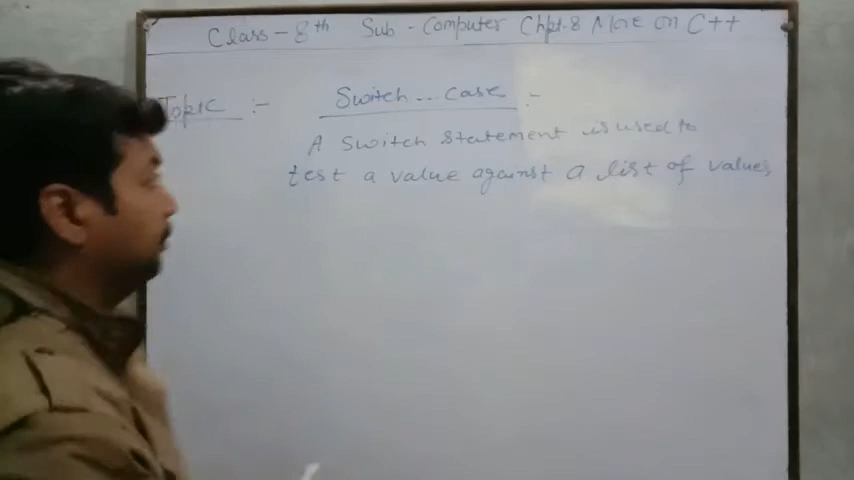 Class - 8th Sub - Computer Chpt. 8 More on C++
Topic :- Switch .. Case :-
A Switch Statement is used to
test a value against a list of values